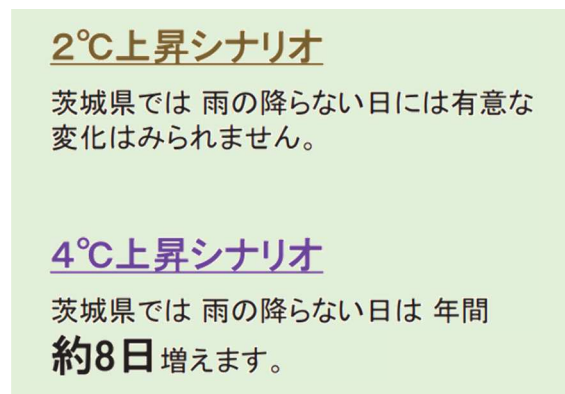 2℃上昇シナリオ
茨城県では 雨の降らない日には有意な
変化はみられません。
4℃上昇シナリオ
茨城県では 雨の降らない日は 年間
約8日増えます。